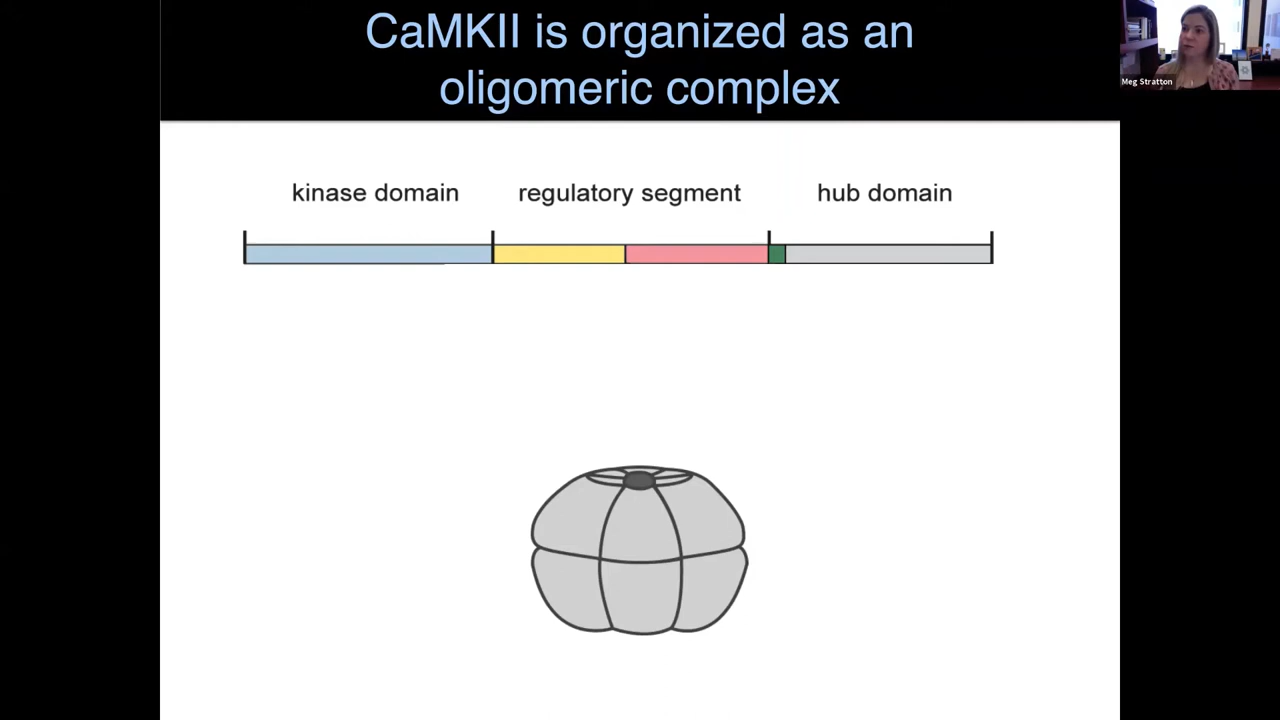 CaMKII is organized as an
oligomeric complex
Meg Stratton
kinase domain
regulatory segment
hub domain